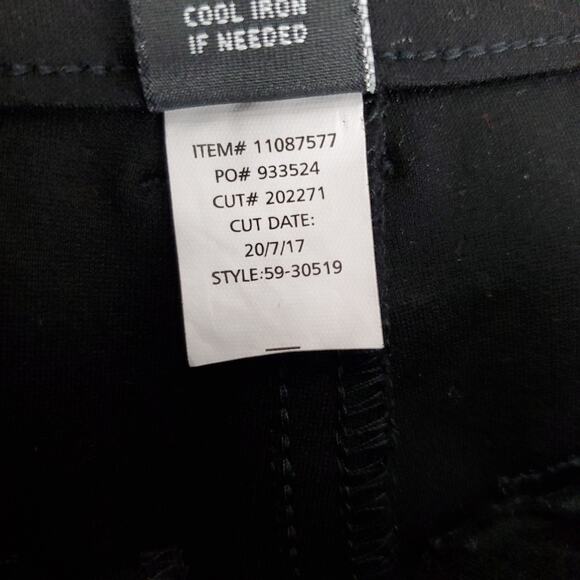 COOL IRON
IF NEEDED
ITEM# 11087577
PO# 933524
CUT# 202271
CUT DATE:
20/7/17
STYLE:59-30519